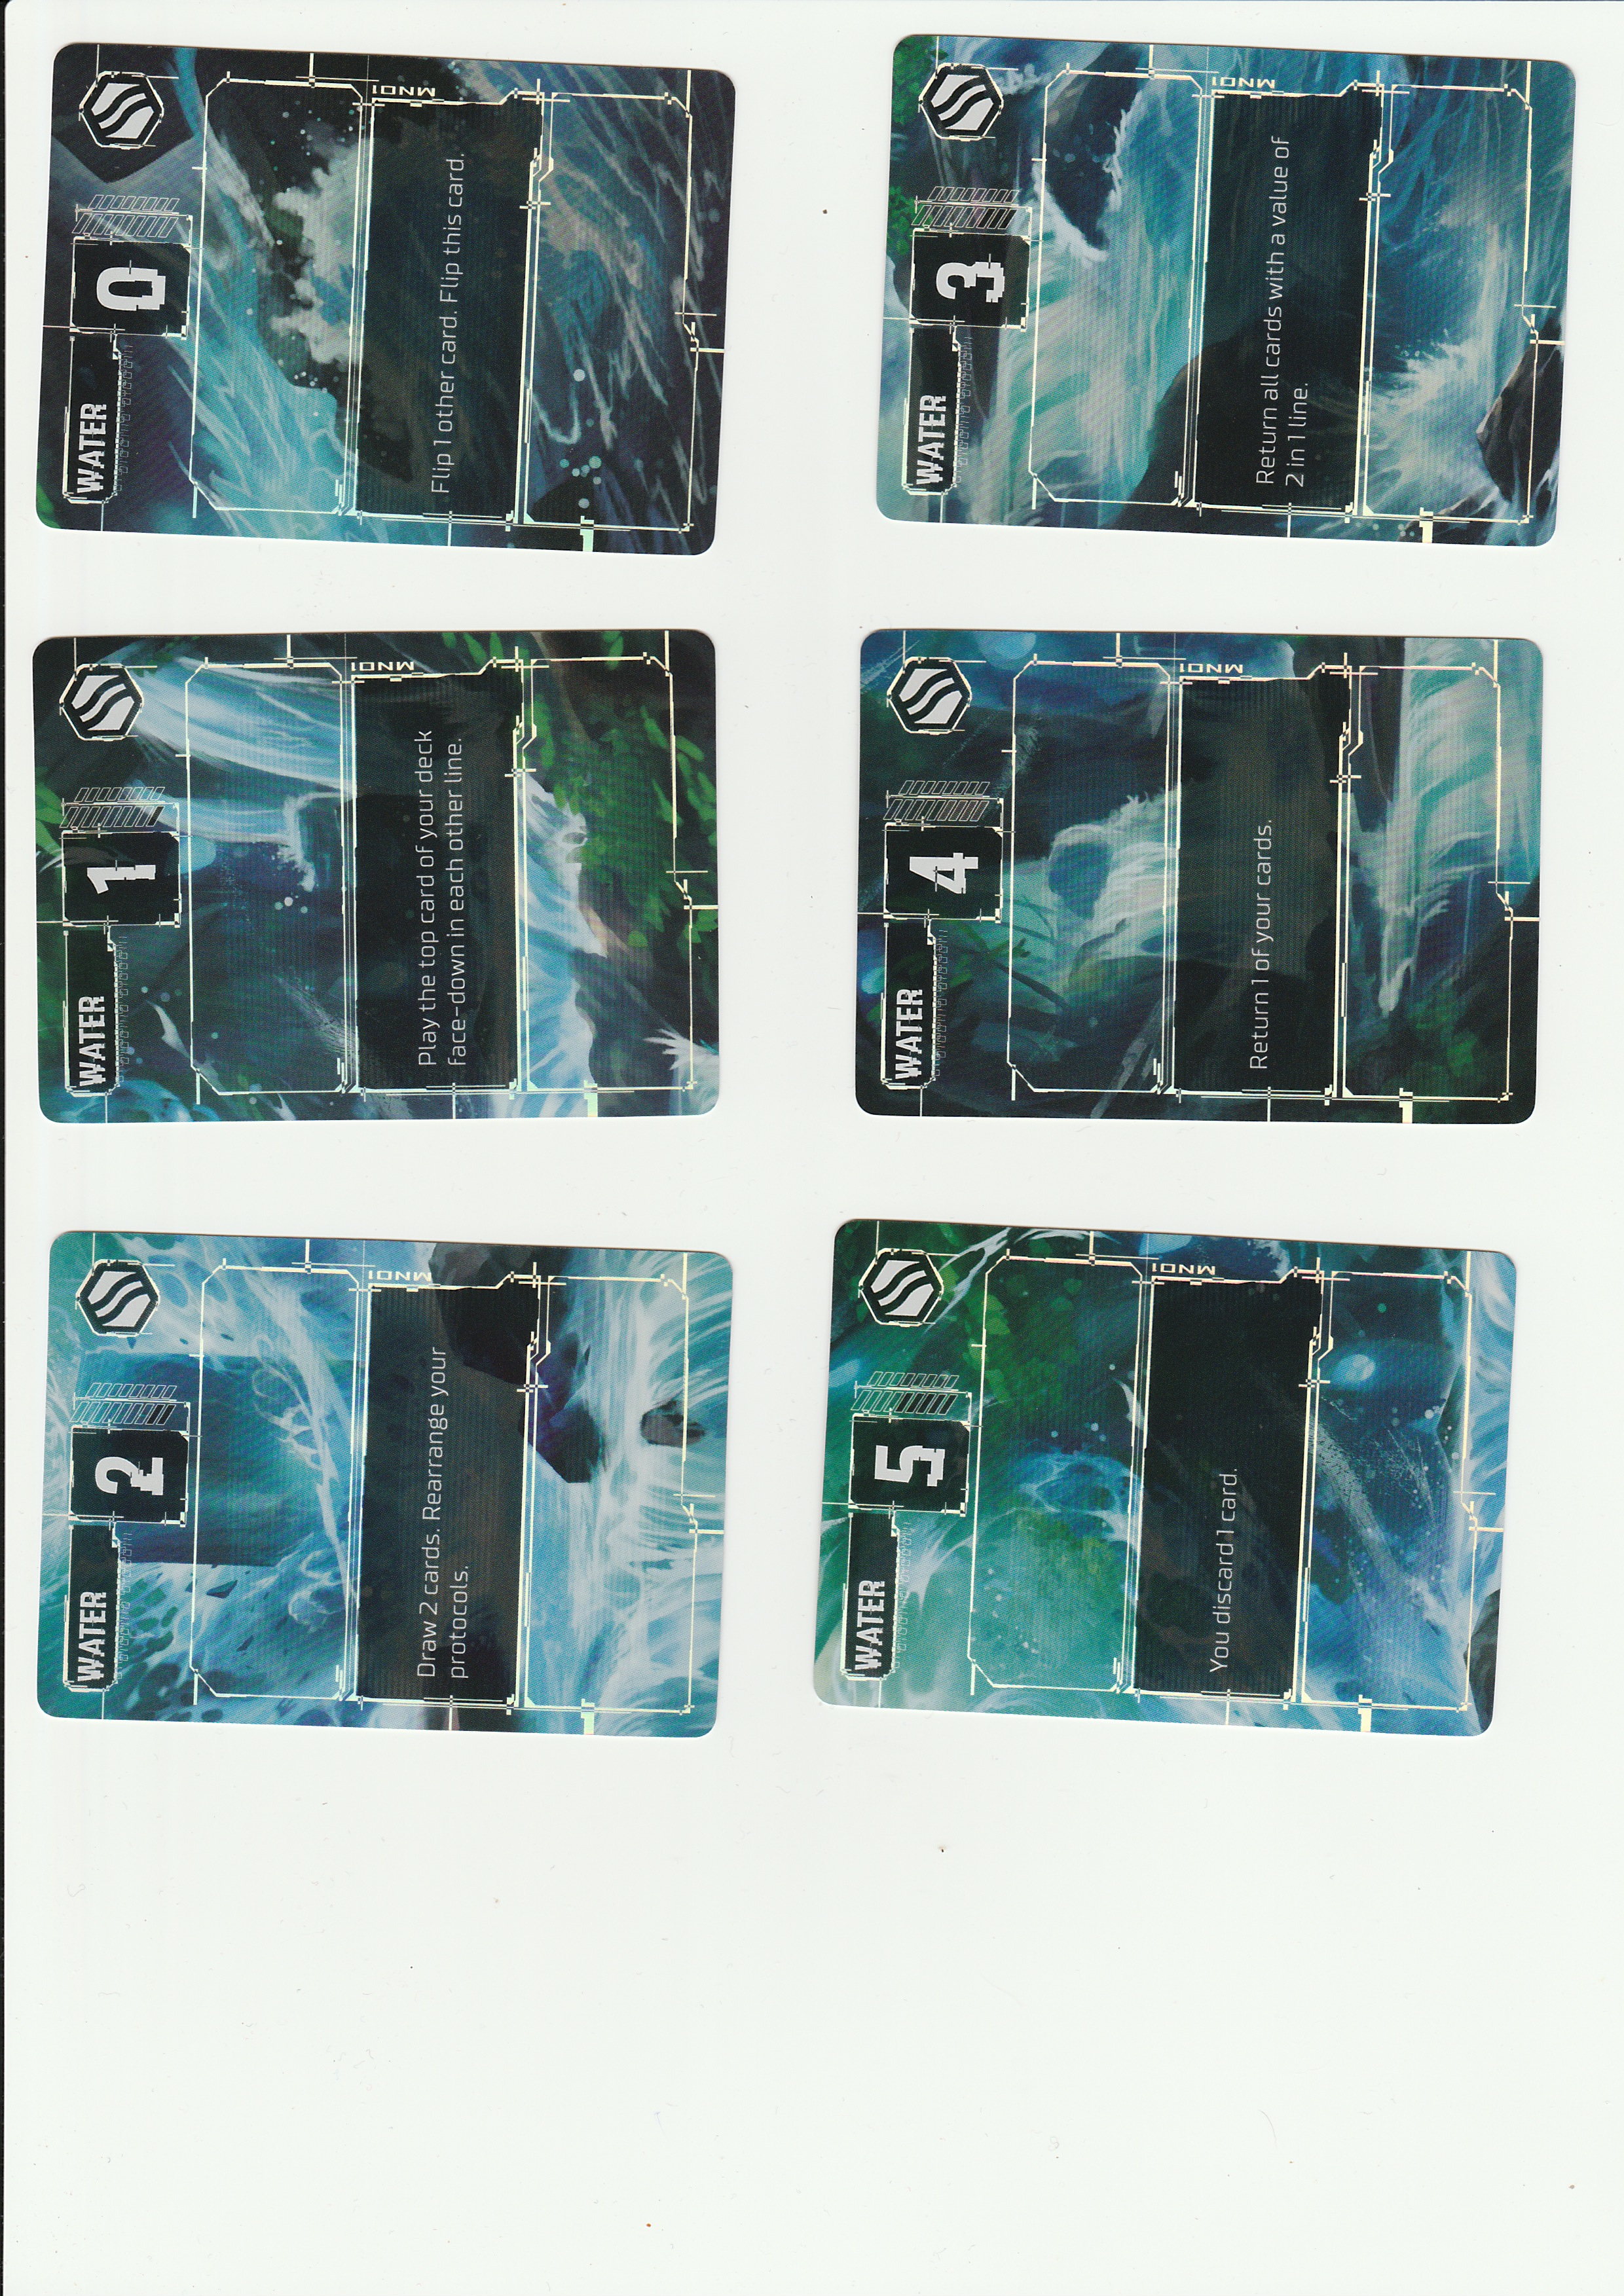 WATER
2
Draw 2 cards. Rearrange your
protocols.
MN01
WATER
1
Play the top card of your deck
face-down in each other line.
MN01
WATER
0
Flip 1 other card. Flip this card.
MN01
WATER
5
You discard 1 card.
MN01
WATER
4
Return 1 of your cards.
MN01
WATER
3
Return all cards with a value of
2 in 1 line.
MN01